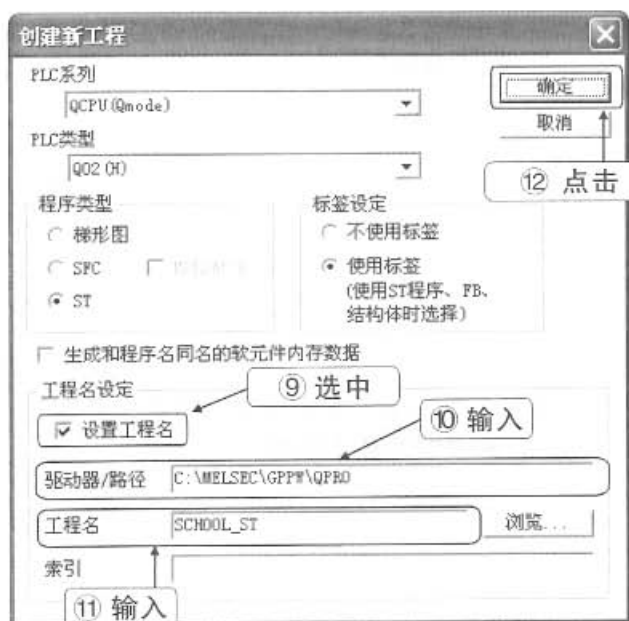 创建新工程
PLC系列
QCPU(Qmode)
确定
取消
PLC类型
Q02(H)
⑫ 点击
程序类型
标签设定
梯形图
不使用标签
SFC
使用标签
ST
(使用ST程序、FB、
结构体时选择)
生成和程序名同名的软元件内存数据
⑨ 选中
工程名设定
⑩ 输入
设置工程名
驱动器/路径 C:\MELSEC\GPPW\QPRO
工程名 SCHOOL_ST 浏览...
索引
⑪ 输入